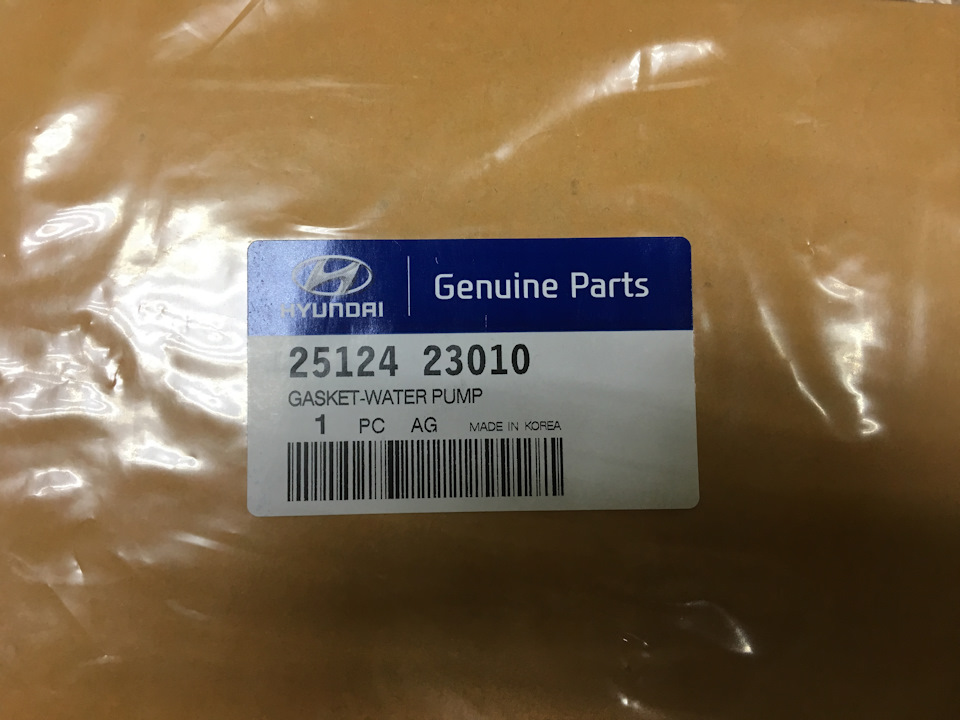 HYUNDAI
Genuine Parts
25124 23010
GASKET-WATER PUMP
1 PC AG MADE IN KOREA